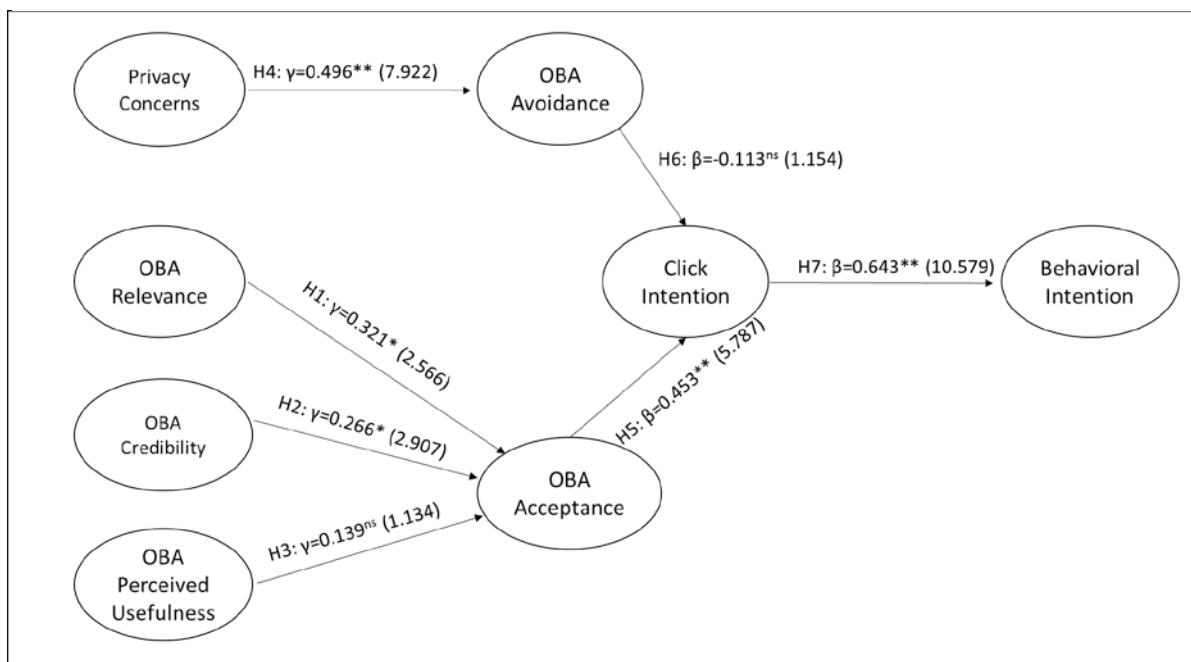 Privacy
Concerns
H4: γ=0.496** (7.922)
OBA
Avoidance
H6: β=-0.113ⁿˢ (1.154)
OBA
Relevance
H1: γ=0.321* (2.566)
Click
Intention
H7: β=0.643** (10.579)
Behavioral
Intention
OBA
Credibility
H2: γ=0.266* (2.907)
H5: β=0.453** (5.787)
OBA
Acceptance
OBA
Perceived
Usefulness
H3: γ=0.139ⁿˢ (1.134)